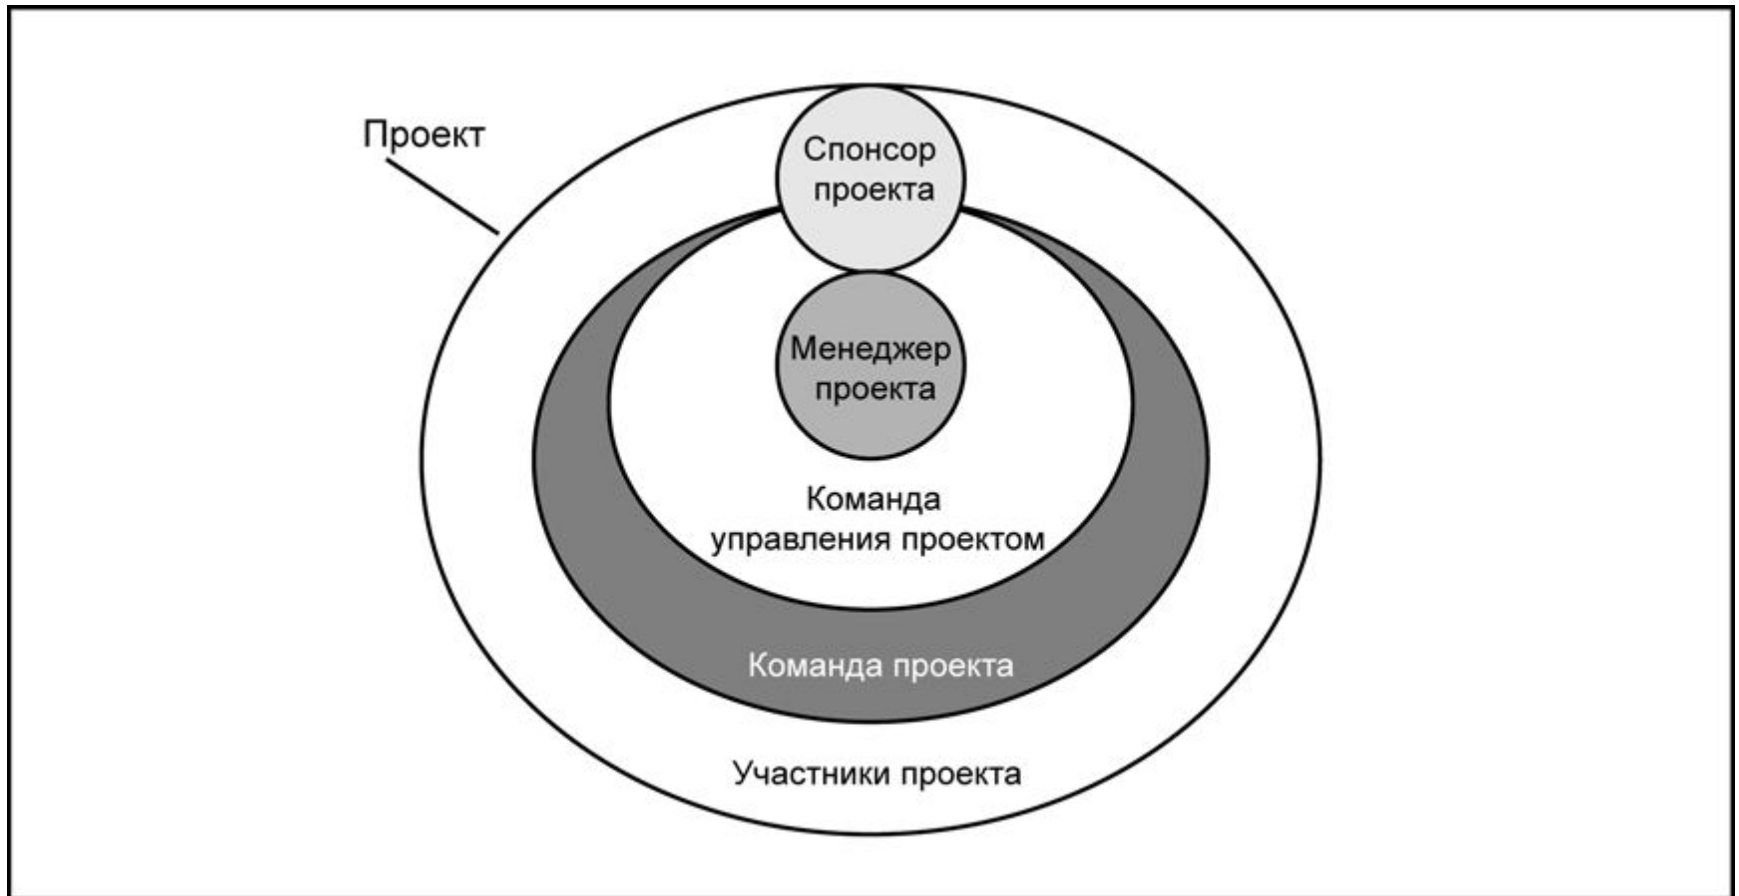 Проект
Спонсор
проекта
Менеджер
проекта
Команда
управления проектом
Команда проекта
Участники проекта